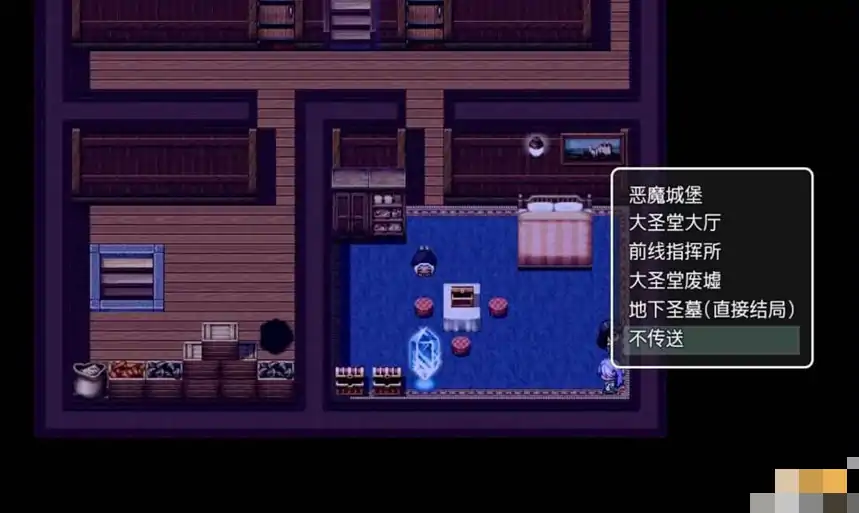 恶魔城堡
大圣堂大厅
前线指挥所
大圣堂废墟
地下圣墓(直接结局)
不传送